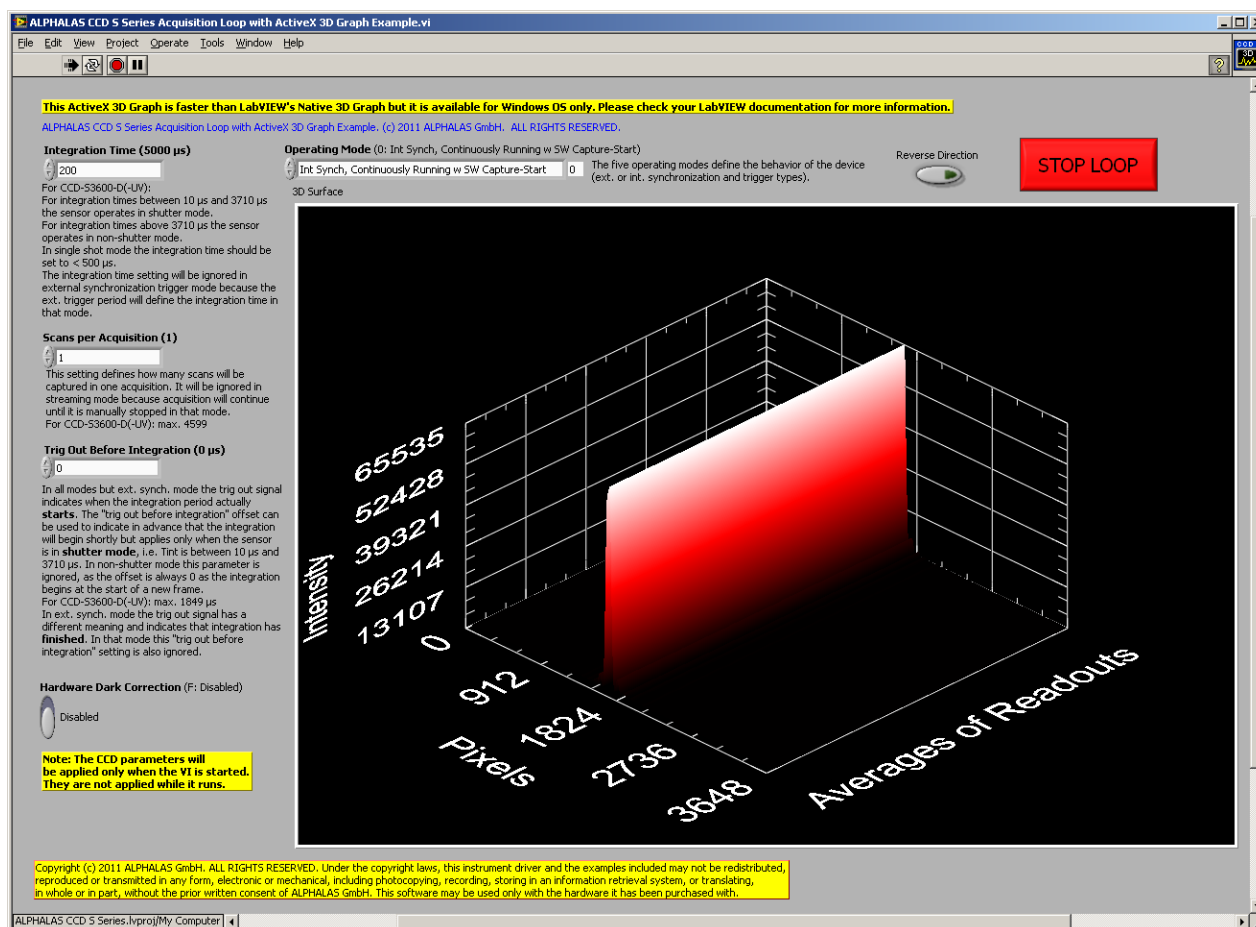 ALPHALAS CCD S Series Acquisition Loop with ActiveX 3D Graph Example.vi
File Edit View Project Operate Tools Window Help
CCD
3D
This ActiveX 3D Graph is faster than LabVIEW's Native 3D Graph but it is available for Windows OS only. Please check your LabVIEW documentation for more information.
ALPHALAS CCD S Series Acquisition Loop with ActiveX 3D Graph Example. (c) 2011 ALPHALAS GmbH. ALL RIGHTS RESERVED.
Integration Time (5000 µs)
200
For CCD-S3600-D(-UV):
For integration times between 10 µs and 3710 µs
the sensor operates in shutter mode.
For integration times above 3710 µs the sensor
operates in non-shutter mode.
In single shot mode the integration time should be
set to < 500 µs.
The integration time setting will be ignored in
external synchronization trigger mode because the
ext. trigger period will define the integration time in
that mode.
Scans per Acquisition (1)
1
This setting defines how many scans will be
captured in one acquisition. It will be ignored in
streaming mode because acquisition will continue
until it is manually stopped in that mode.
For CCD-S3600-D(-UV): max. 4599
Trig Out Before Integration (0 µs)
0
In all modes but ext. synch. mode the trig out signal
indicates when the integration period actually
starts. The "trig out before integration" offset can
be used to indicate in advance that the integration
will begin shortly but applies only when the sensor
is in shutter mode, i.e. Tint is between 10 µs and
3710 µs. In non-shutter mode this parameter is
ignored, as the offset is always 0 as the integration
begins at the start of a new frame.
For CCD-S3600-D(-UV): max. 1849 µs
In ext. synch. mode the trig out signal has a
different meaning and indicates that integration has
finished. In that mode this "trig out before
integration" setting is also ignored.
Hardware Dark Correction (F: Disabled)
Disabled
Note: The CCD parameters will
be applied only when the VI is started.
They are not applied while it runs.
Operating Mode (0: Int Synch, Continuously Running w SW Capture-Start)
Int Synch, Continuously Running w SW Capture-Start 0
The five operating modes define the behavior of the device
(ext. or int. synchronization and trigger types).
Reverse Direction
STOP LOOP
3D Surface
65535
52428
39321
26214
13107
0
Intensity
912
1824
2736
3648
Pixels
Averages of Readouts
Copyright (c) 2011 ALPHALAS GmbH. ALL RIGHTS RESERVED. Under the copyright laws, this instrument driver and the examples included may not be redistributed,
reproduced or transmitted in any form, electronic or mechanical, including photocopying, recording, storing in an information retrieval system, or translating,
in whole or in part, without the prior written consent of ALPHALAS GmbH. This software may be used only with the hardware it has been purchased with.
ALPHALAS CCD S Series.lvproj/My Computer